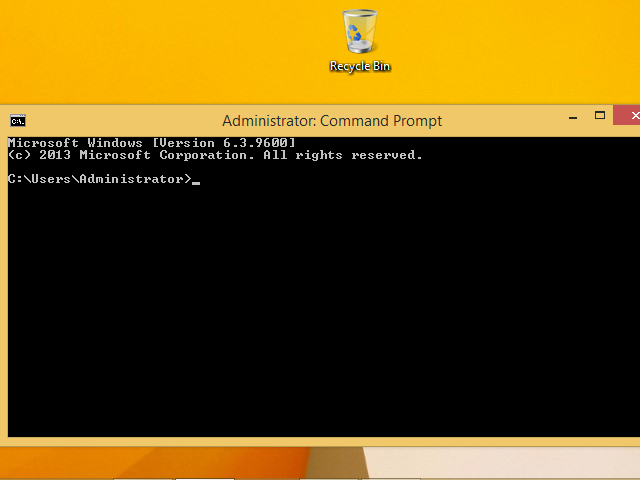 Recycle Bin
Administrator: Command Prompt
Microsoft Windows [Version 6.3.9600]
(c) 2013 Microsoft Corporation. All rights reserved.
C:\Users\Administrator>_